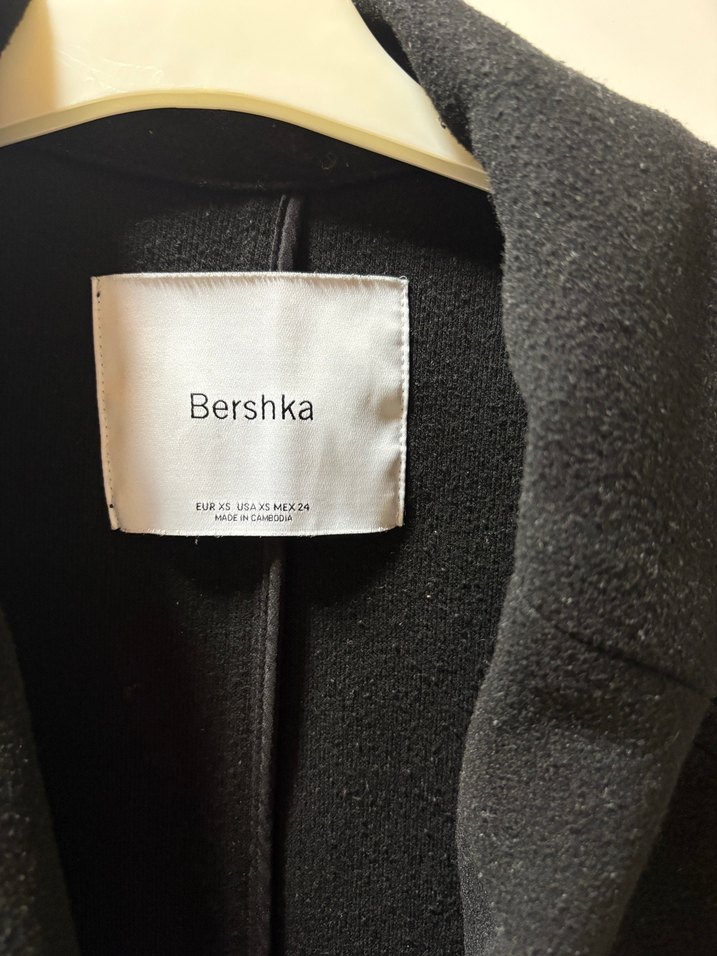 Bershka
EUR XS USA XS MEX 24
MADE IN CAMBODIA